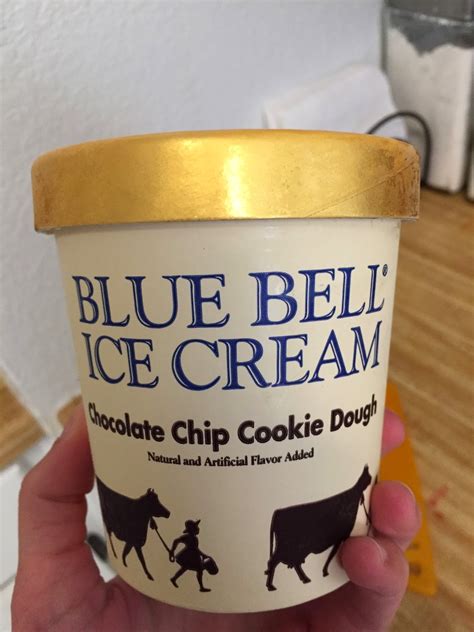 BLUE BELL®
ICE CREAM
Chocolate Chip Cookie Dough
Natural and Artificial Flavor Added